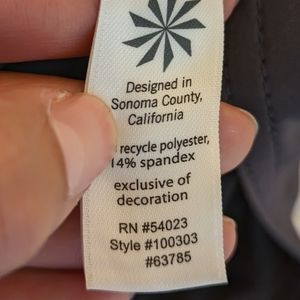 Designed in
Sonoma County,
California
recycle polyester,
14% spandex
exclusive of
decoration
RN #54023
Style #100303
#63785